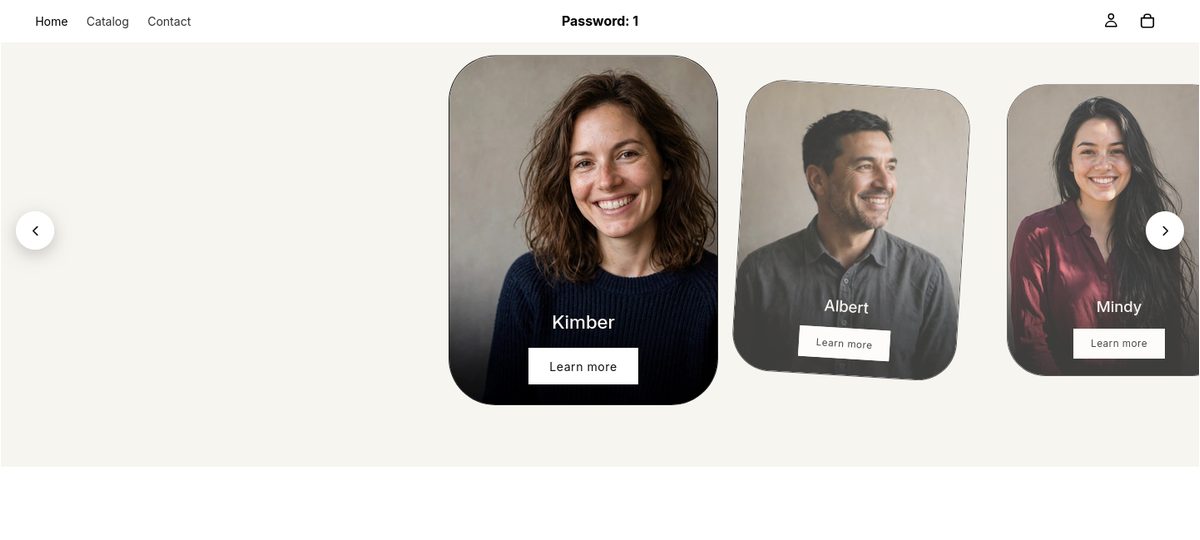 Home Catalog Contact
Password: 1
Kimber
Learn more
Albert
Learn more
Mindy
Learn more